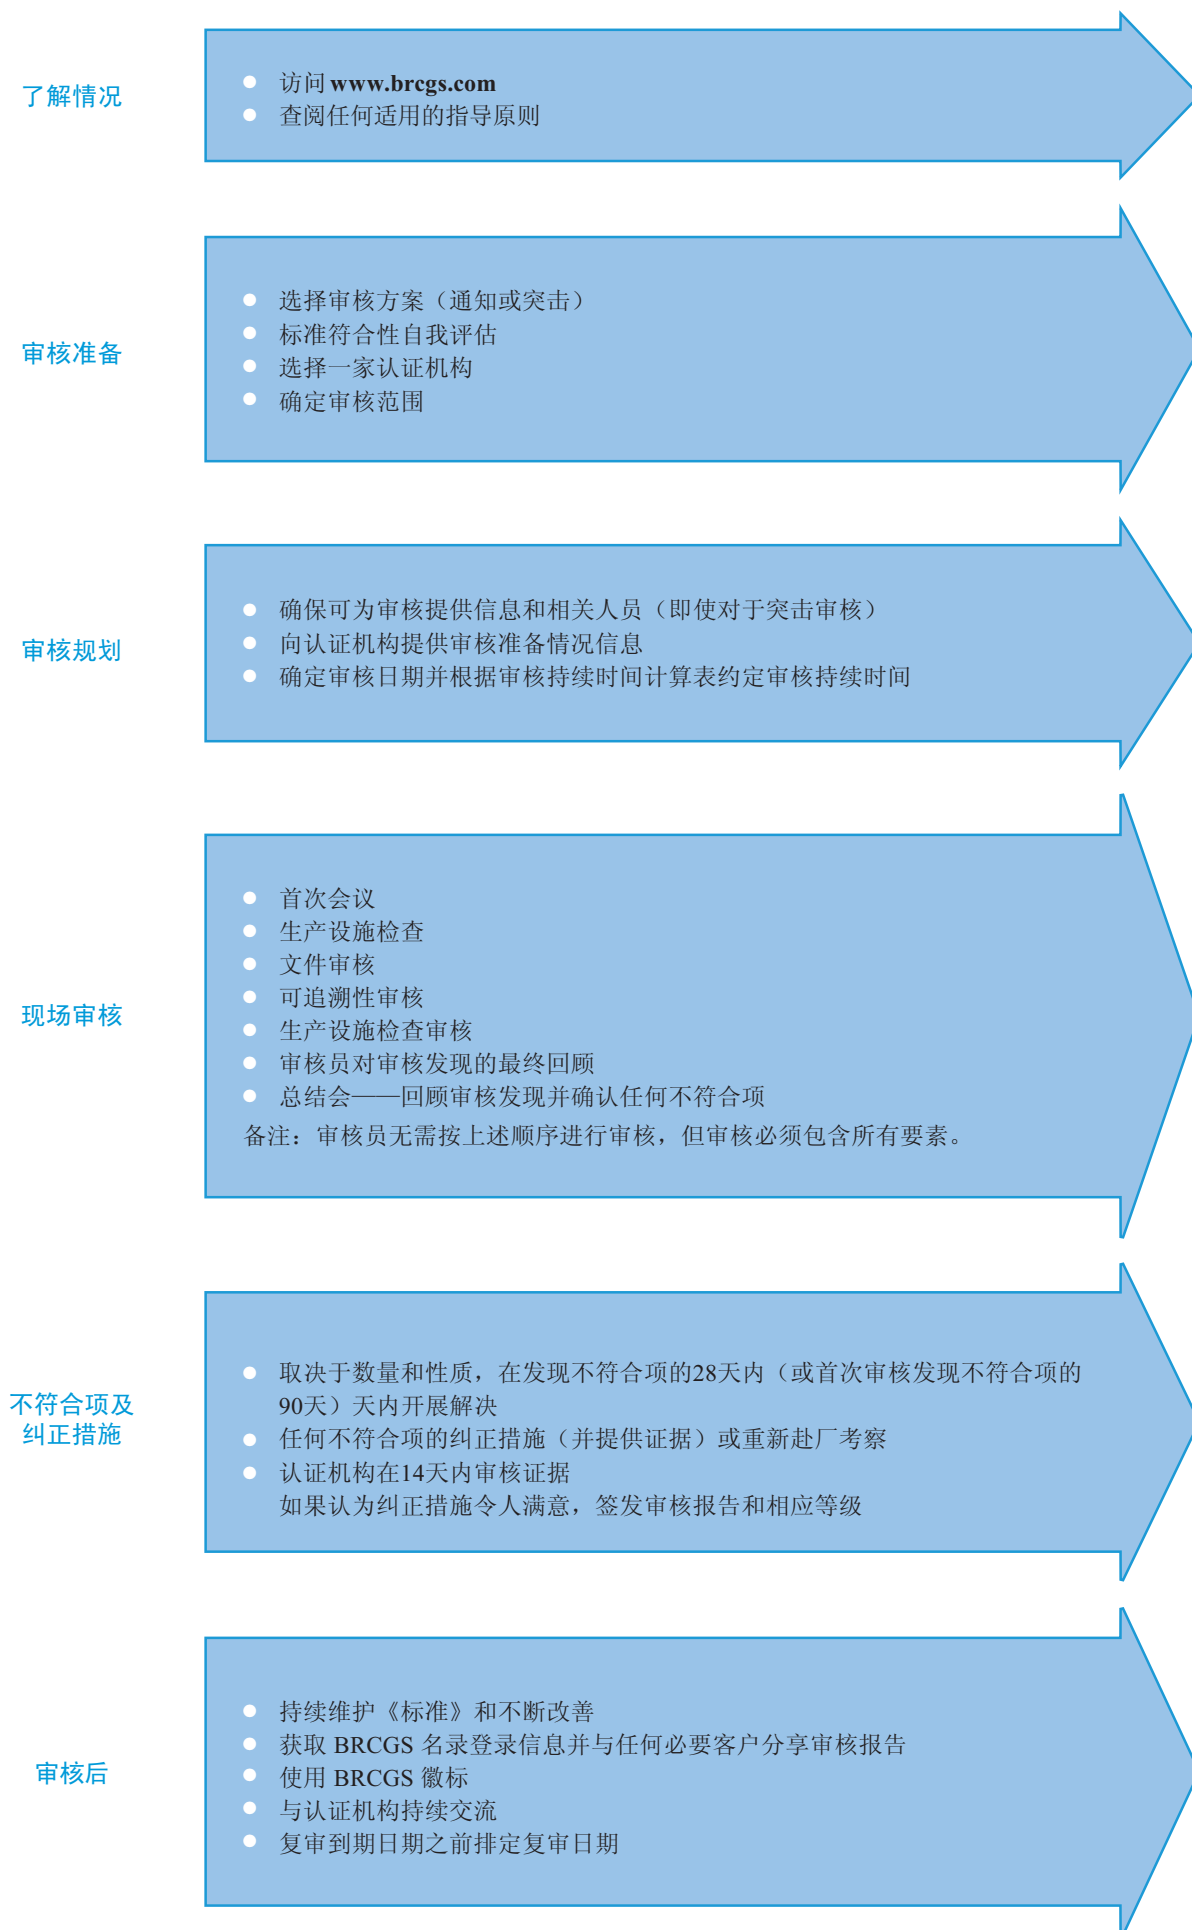 了解情况
访问 www.brcgs.com
查阅任何适用的指导原则
审核准备
选择审核方案（通知或突击）
标准符合性自我评估
选择一家认证机构
确定审核范围
审核规划
确保可为审核提供信息和相关人员（即使对于突击审核）
向认证机构提供审核准备情况信息
确定审核日期并根据审核持续时间计算表约定审核持续时间
现场审核
首次会议
生产设施检查
文件审核
可追溯性审核
生产设施检查审核
审核员对审核发现的最终回顾
总结会——回顾审核发现并确认任何不符合项
备注：审核员无需按上述顺序进行审核，但审核必须包含所有要素。
不符合项及
纠正措施
取决于数量和性质，在发现不符合项的28天内（或首次审核发现不符合项的
90天）天内开展解决
任何不符合项的纠正措施（并提供证据）或重新赴厂考察
认证机构在14天内审核证据
如果认为纠正措施令人满意，签发审核报告和相应等级
审核后
持续维护《标准》和不断改善
获取 BRCGS 名录登录信息并与任何必要客户分享审核报告
使用 BRCGS 徽标
与认证机构持续交流
复审到期日期之前排定复审日期